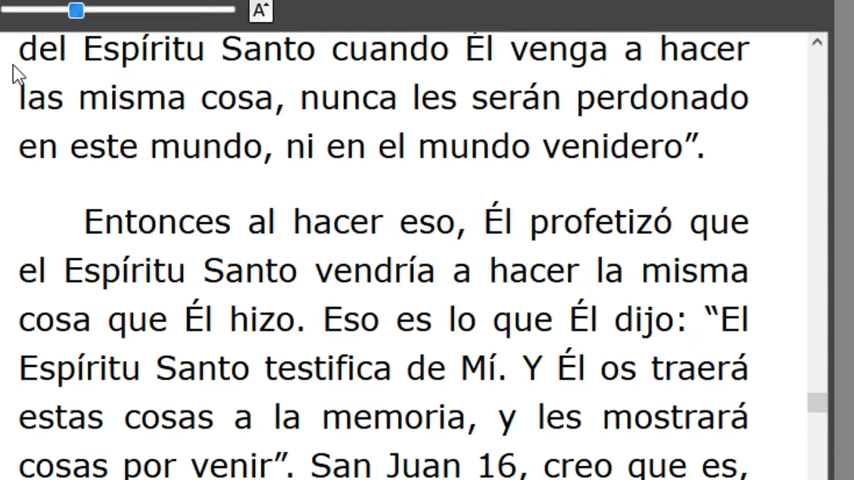 A
del Espíritu Santo cuando Él venga a hacer
las misma cosa, nunca les serán perdonado
en este mundo, ni en el mundo venidero”.
Entonces al hacer eso, Él profetizó que
el Espíritu Santo vendría a hacer la misma
cosa que Él hizo. Eso es lo que Él dijo: “El
Espíritu Santo testifica de Mí. Y Él os traerá
estas cosas a la memoria, y les mostrará
cosas por venir”. San Juan 16, creo que es,